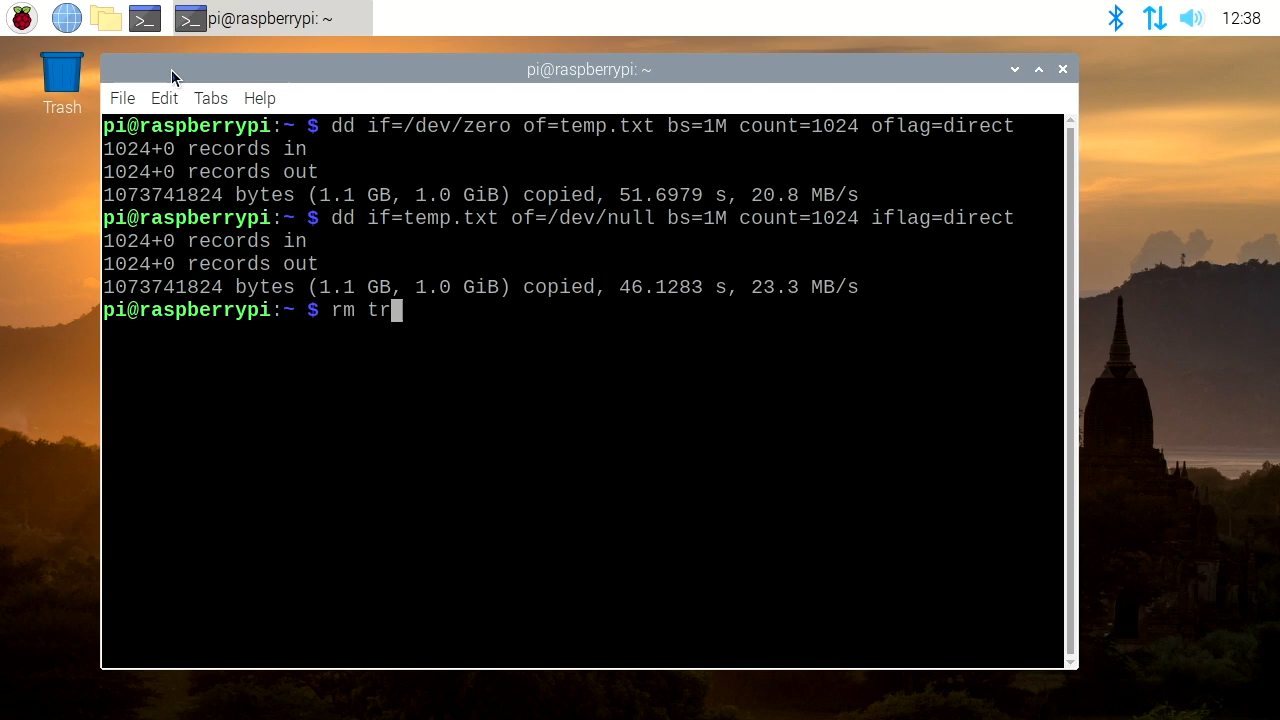 pi@raspberrypi: ~
12:38
Trash
pi@raspberrypi: ~
File Edit Tabs Help
pi@raspberrypi:~ $ dd if=/dev/zero of=temp.txt bs=1M count=1024 oflag=direct
1024+0 records in
1024+0 records out
1073741824 bytes (1.1 GB, 1.0 GiB) copied, 51.6979 s, 20.8 MB/s
pi@raspberrypi:~ $ dd if=temp.txt of=/dev/null bs=1M count=1024 iflag=direct
1024+0 records in
1024+0 records out
1073741824 bytes (1.1 GB, 1.0 GiB) copied, 46.1283 s, 23.3 MB/s
pi@raspberrypi:~ $ rm tr